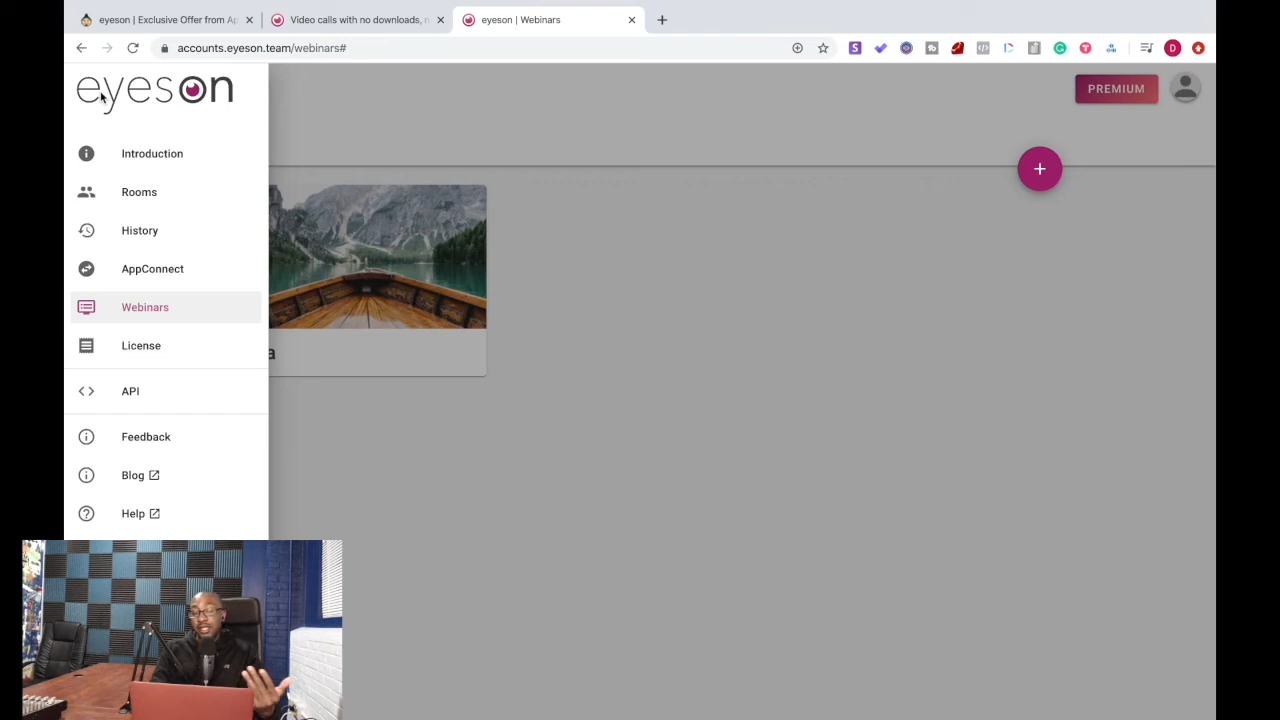 eyeson | Exclusive Offer from Ap
Video calls with no downloads, n
eyeson | Webinars
accounts.eyeson.team/webinars#
S
T
D
eyeson
PREMIUM
Introduction
Rooms
History
AppConnect
Webinars
License
API
Feedback
Blog
Help
a
+